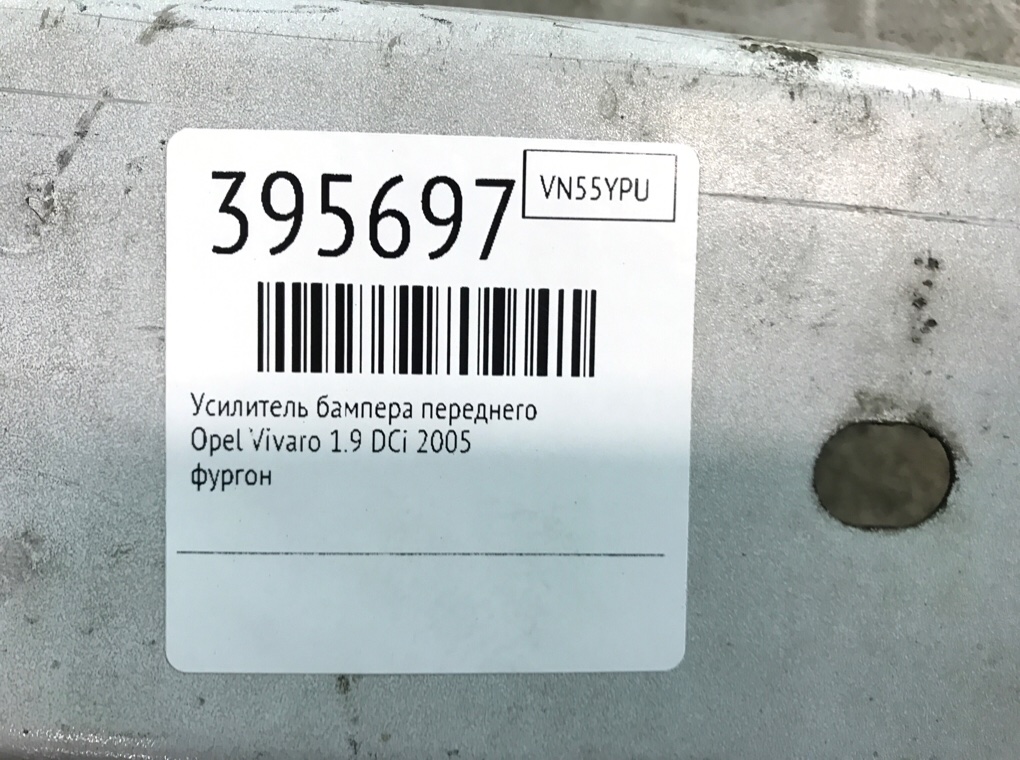 395697
VN55YPU
Усилитель бампера переднего
Opel Vivaro 1.9 DCi 2005
фургон